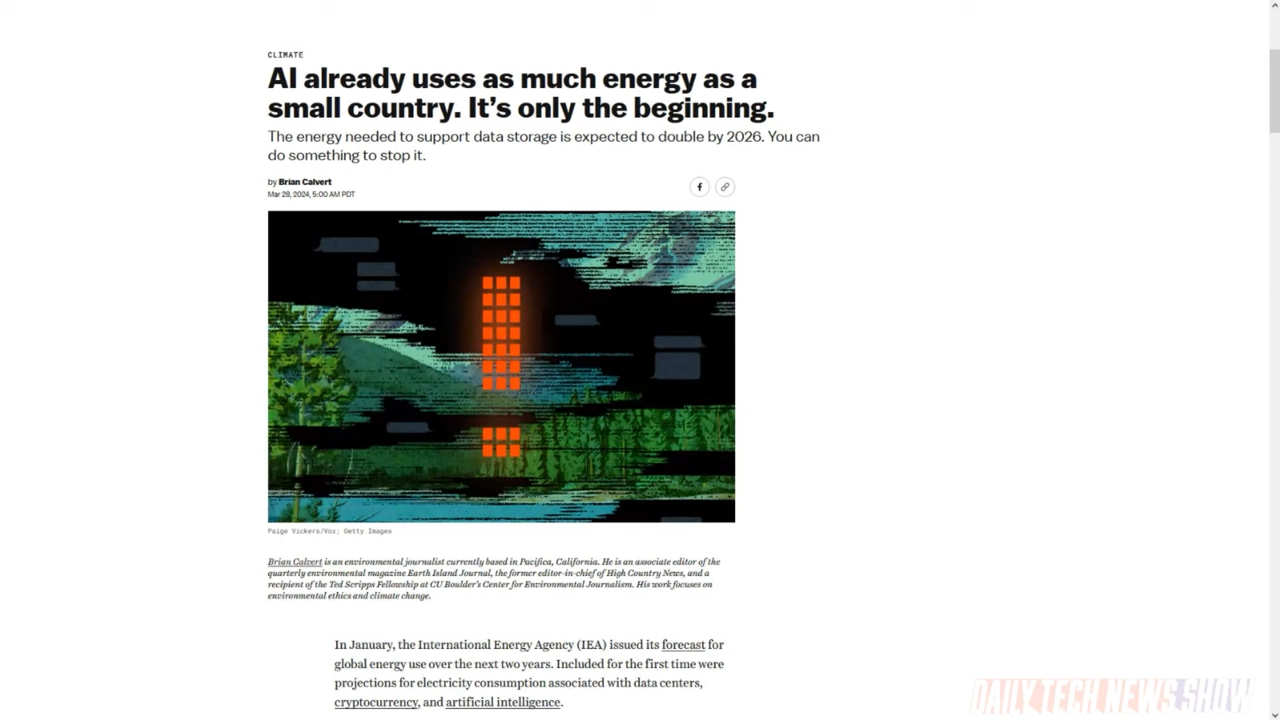 CLIMATE
AI already uses as much energy as a
small country. It's only the beginning.
The energy needed to support data storage is expected to double by 2026. You can
do something to stop it.
by Brian Calvert
Mar 28, 2024, 5:00 AM PDT
Paige Vickers/Vox; Getty Images
Brian Calvert is an environmental journalist currently based in Pacifica, California. He is an associate editor of the
quarterly environmental magazine Earth Island Journal, the former editor-in-chief of High Country News, and a
recipient of the Ted Scripps Fellowship at CU Boulder's Center for Environmental Journalism. His work focuses on
environmental ethics and climate change.
In January, the International Energy Agency (IEA) issued its forecast for
global energy use over the next two years. Included for the first time were
projections for electricity consumption associated with data centers,
cryptocurrency, and artificial intelligence.
DAILY TECH NEWS SHOW